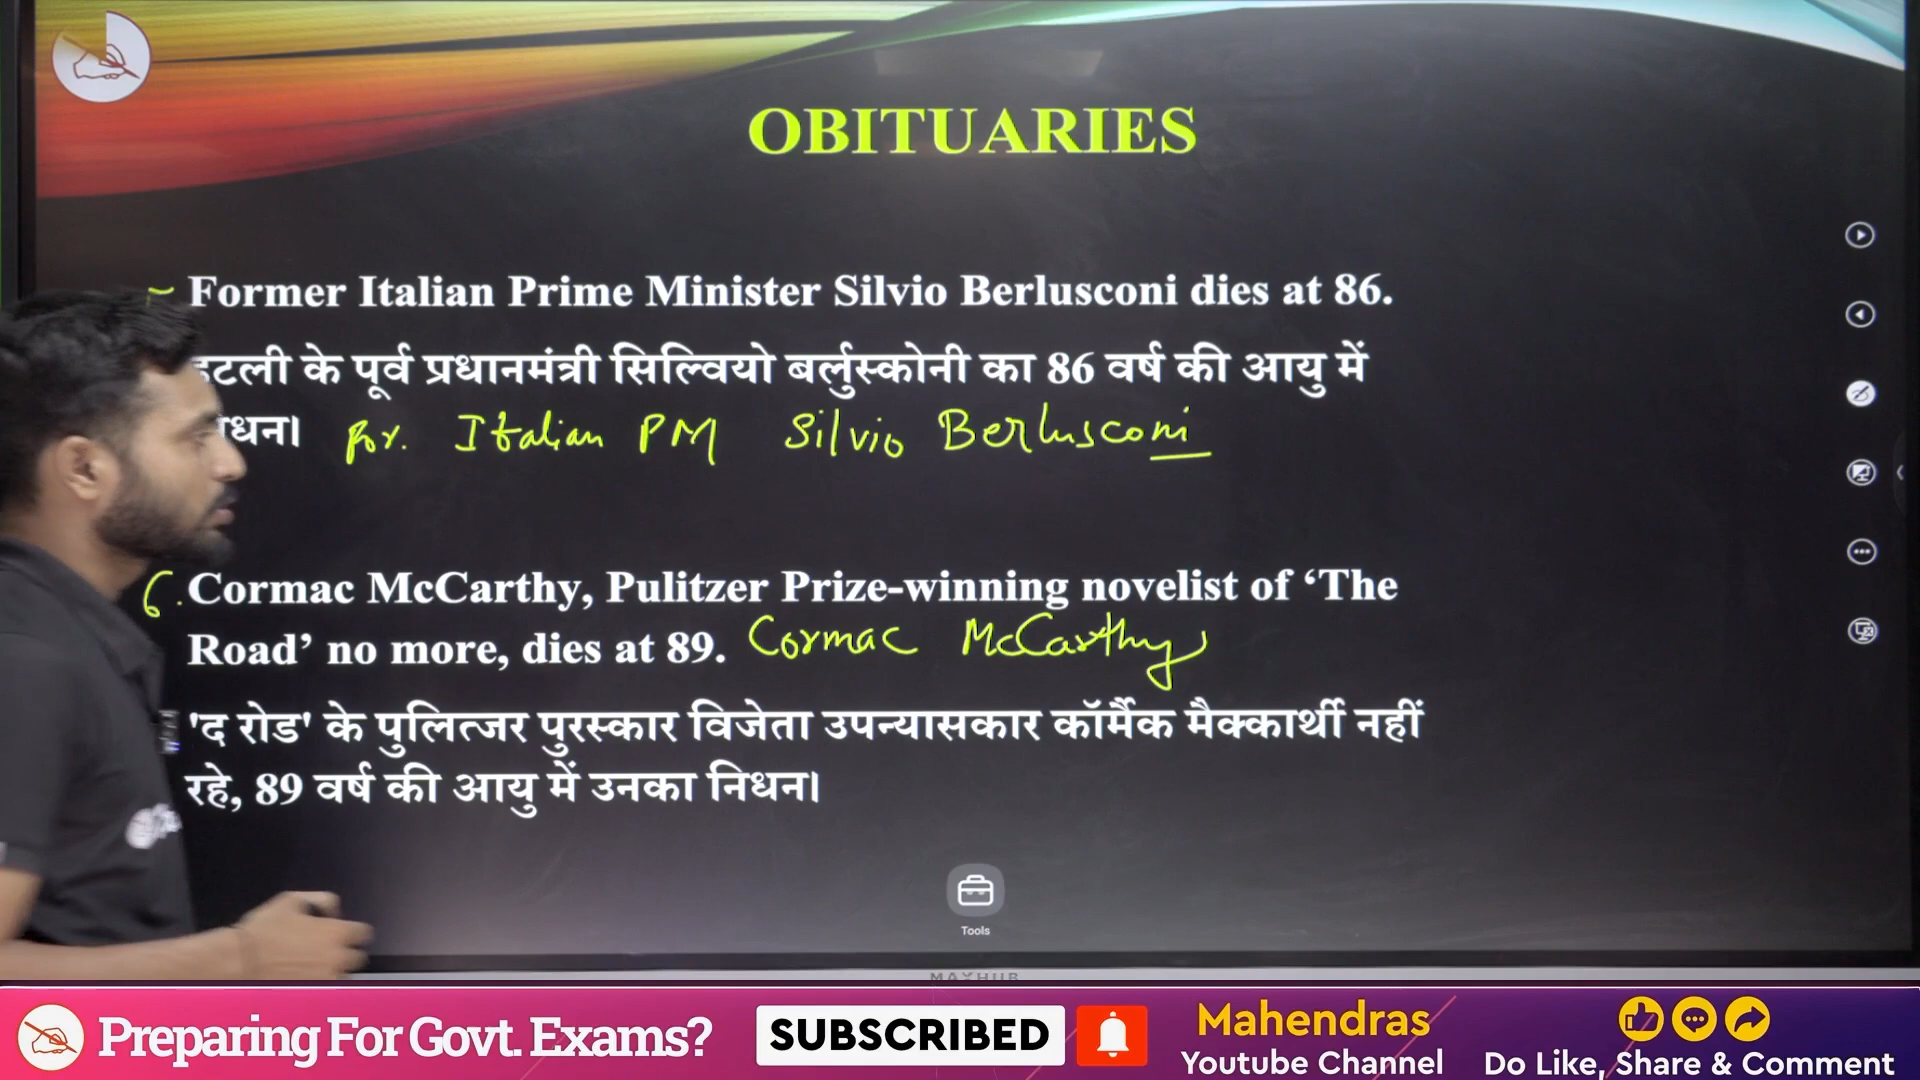 OBITUARIES
Former Italian Prime Minister Silvio Berlusconi dies at 86.
इटली के पूर्व प्रधानमंत्री सिल्वियो बर्लुस्कोनी का 86 वर्ष की आयु में
धन।
For. Italian PM Silvio Berlusconi
6. Cormac McCarthy, Pulitzer Prize-winning novelist of ‘The
Road’ no more, dies at 89. Cormac McCarthy
'द रोड' के पुलित्जर पुरस्कार विजेता उपन्यासकार कॉर्मैक मैक्कार्थी नहीं
रहे, 89 वर्ष की आयु में उनका निधन।
Tools
MAXHUB
Preparing For Govt. Exams?
SUBSCRIBED
Mahendras
Youtube Channel
Do Like, Share & Comment